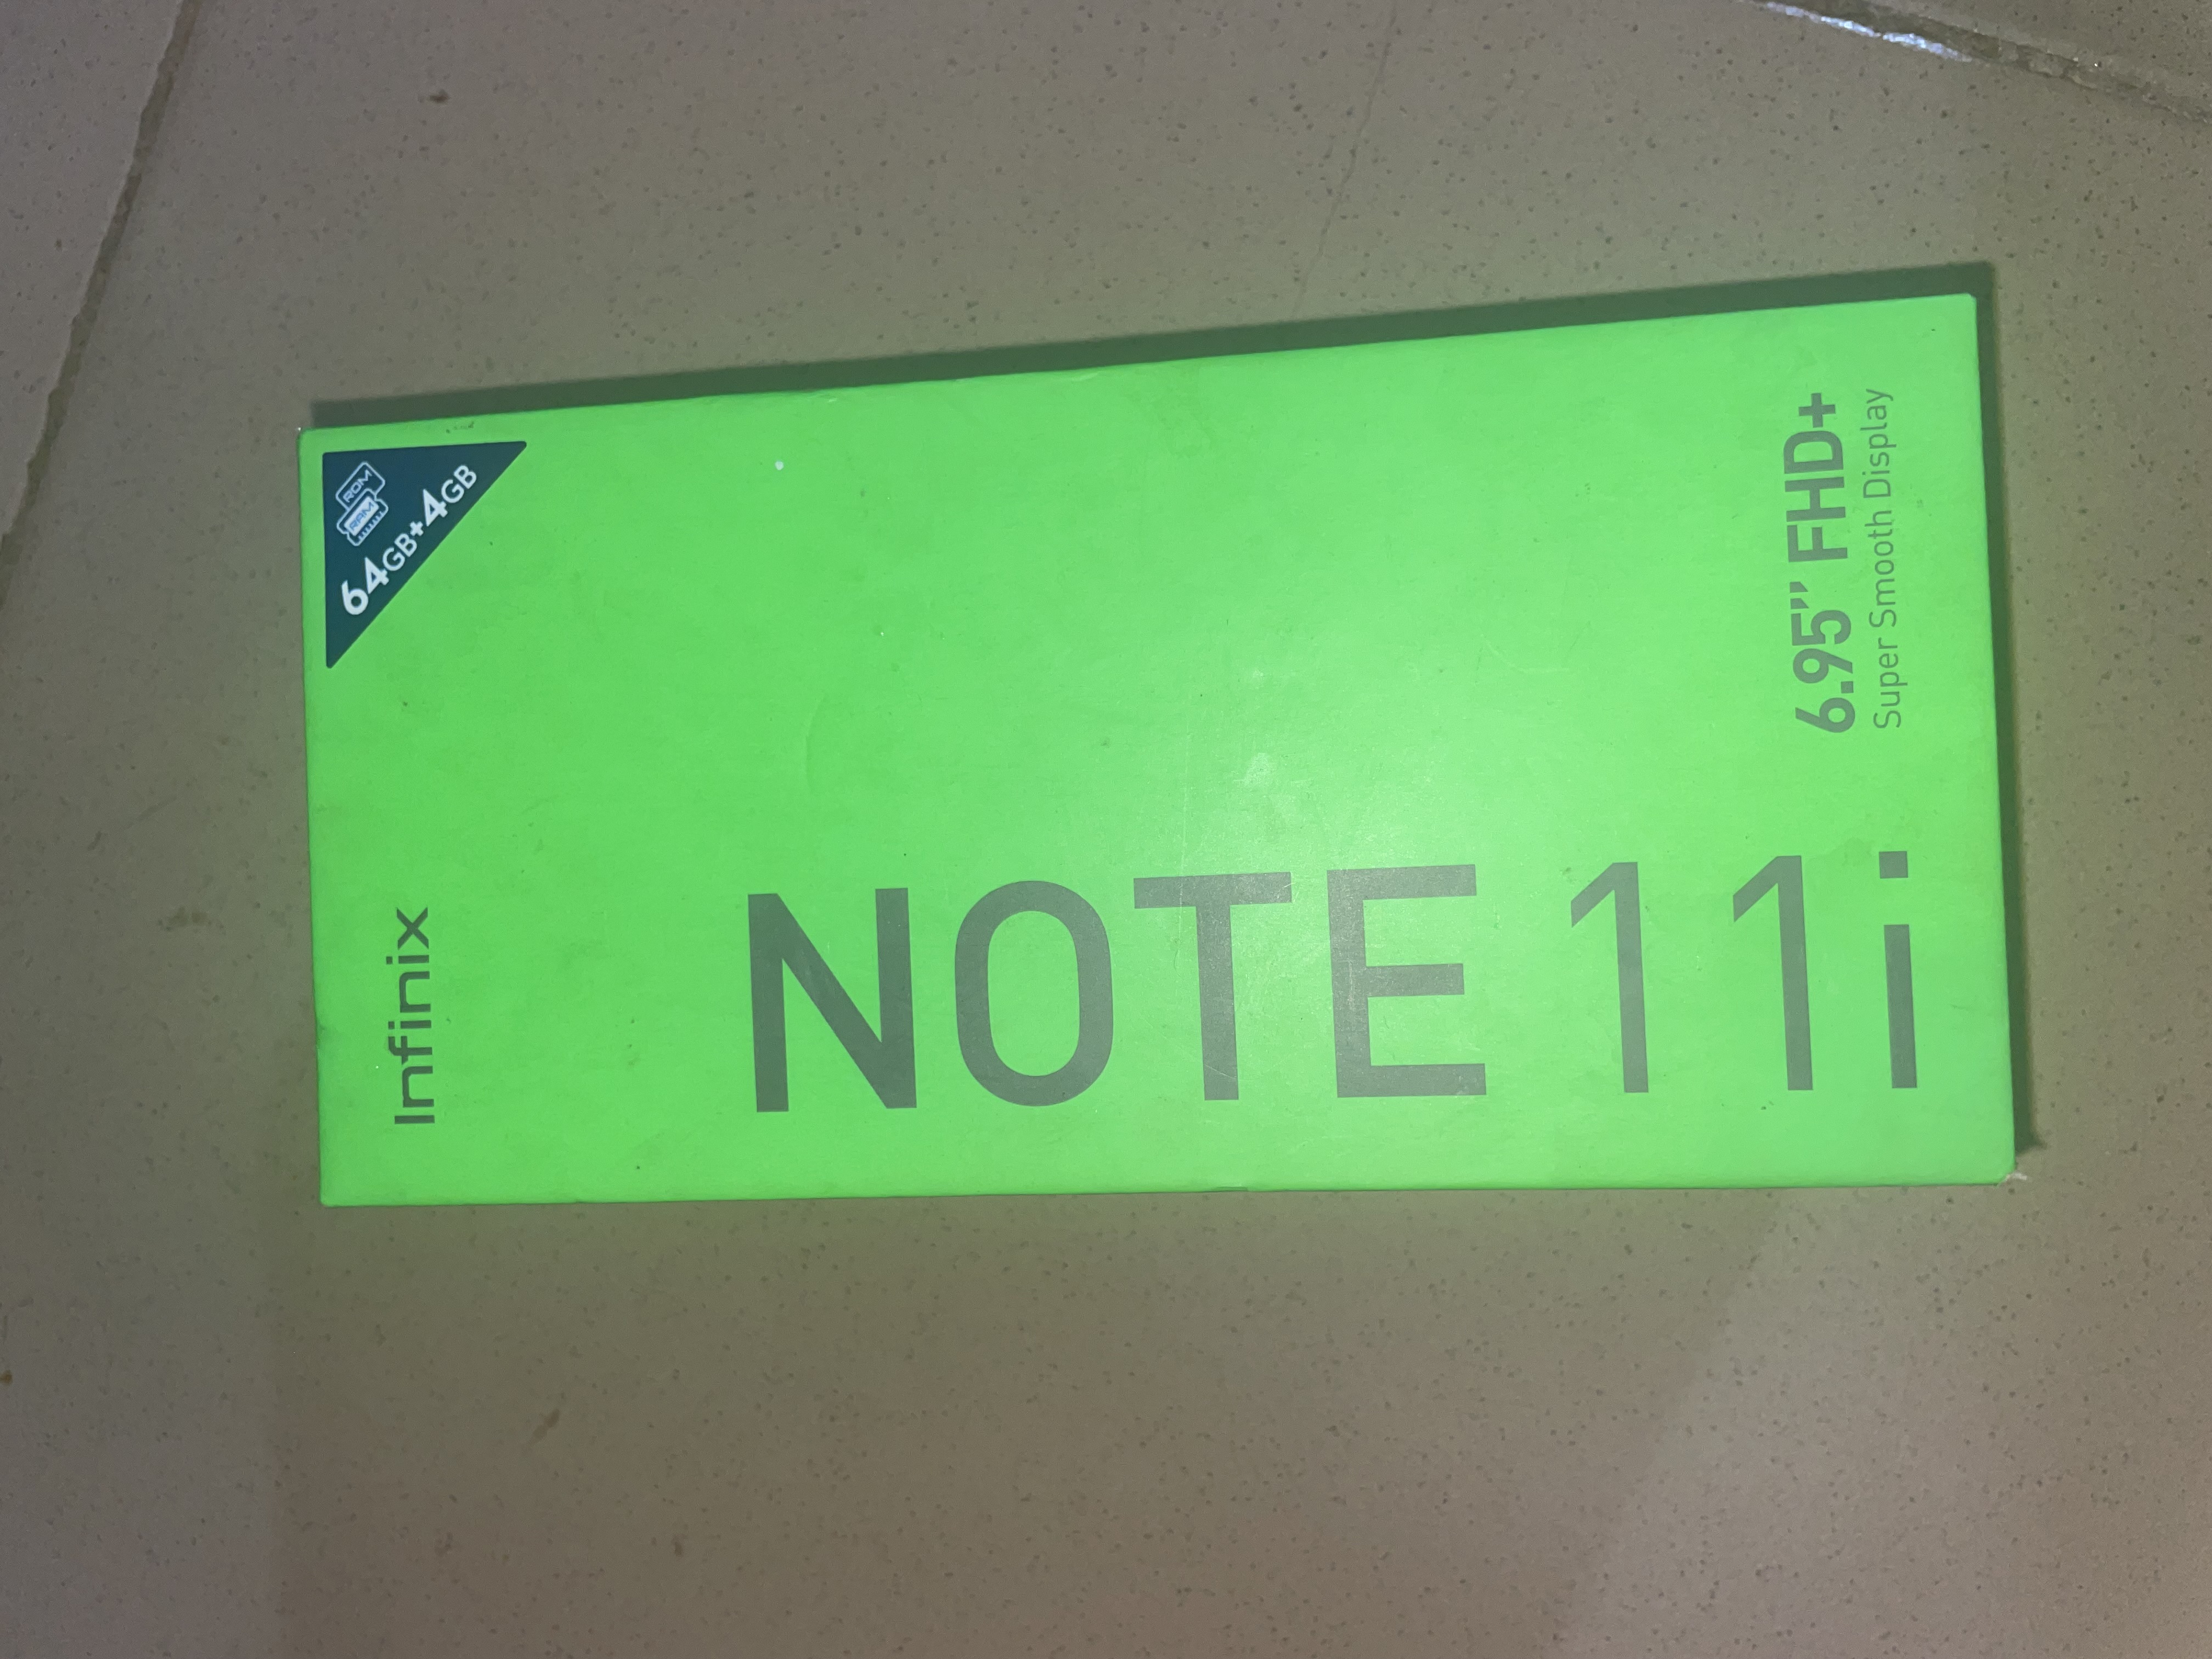 ROM
RAM
64GB+4GB
Infinix
NOTE 11i
6.95” FHD+
Super Smooth Display